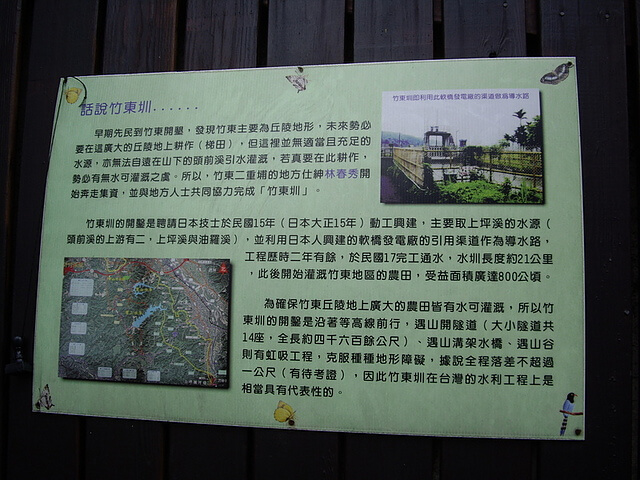 話說竹東圳......
竹東圳即利用此軟橋發電廠的渠道做為導水路
早期先民到竹東開墾，發現竹東主要為丘陵地形，未來勢必
要在這廣大的丘陵地上耕作（梯田），但這裡並無適當且充足的
水源，亦無法自遠在山下的頭前溪引水灌溉，若真要在此耕作，
勢必有無水可灌溉之虞。所以，竹東二重埔的地方仕紳林春秀開
始奔走集資，並與地方人士共同協力完成「竹東圳」。
竹東圳的開鑿是聘請日本技士於民國15年（日本大正15年）動工興建，主要取上坪溪的水源（
頭前溪的上游有二，上坪溪與油羅溪），並利用日本人興建的軟橋發電廠的引用渠道作為導水路，
工程歷時二年有餘，於民國17完工通水，水圳長度約21公里
，此後開始灌溉竹東地區的農田，受益面積廣達800公頃。
為確保竹東丘陵地上廣大的農田皆有水可灌溉，所以竹
東圳的開鑿是沿著等高線前行，遇山開隧道（大小隧道共
14座，全長約四千六百餘公尺）、遇山溝架水橋、遇山谷
則有虹吸工程，克服種種地形障礙，據說全程落差不超過
一公尺（有待考證），因此竹東圳在台灣的水利工程上是
相當具有代表性的。